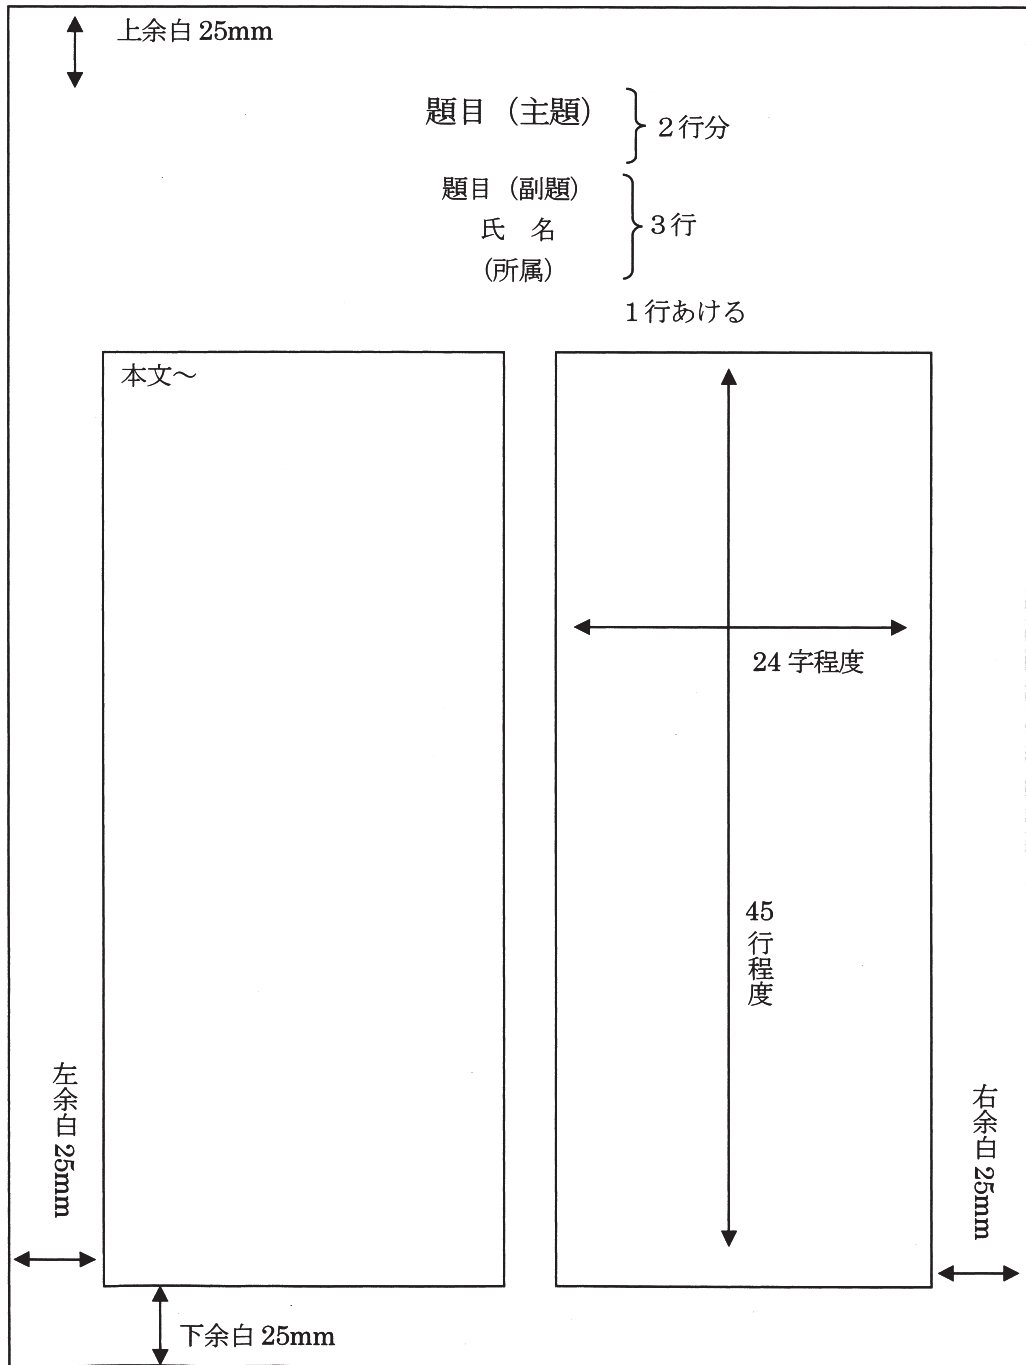 上余白 25mm
題目（主題）
２行分
題目（副題）
氏　名
３行
（所属）
１行あける
本文～
24 字程度
45行程度
左余白 25mm
右余白 25mm
下余白 25mm